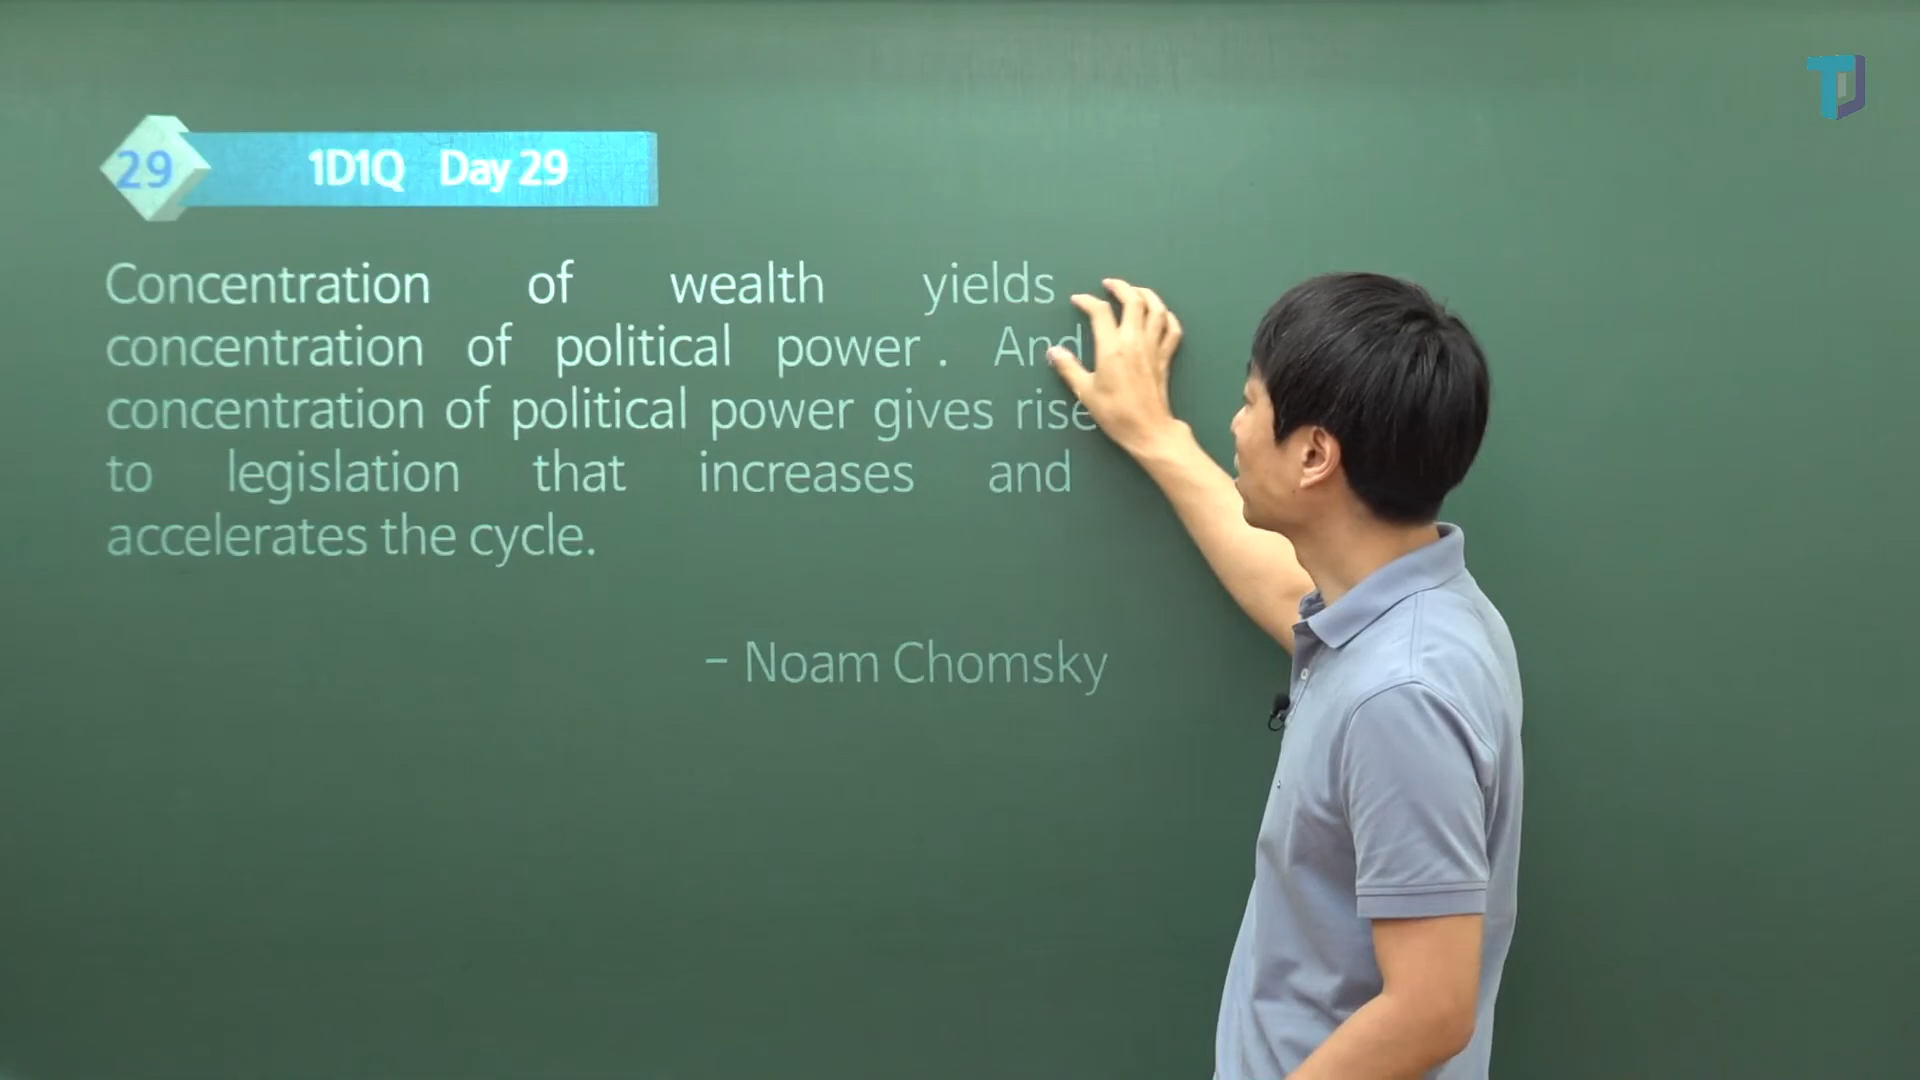 29
1D1Q Day 29
Concentration of wealth yields
concentration of political power . And
concentration of political power gives rise
to legislation that increases and
accelerates the cycle.
– Noam Chomsky